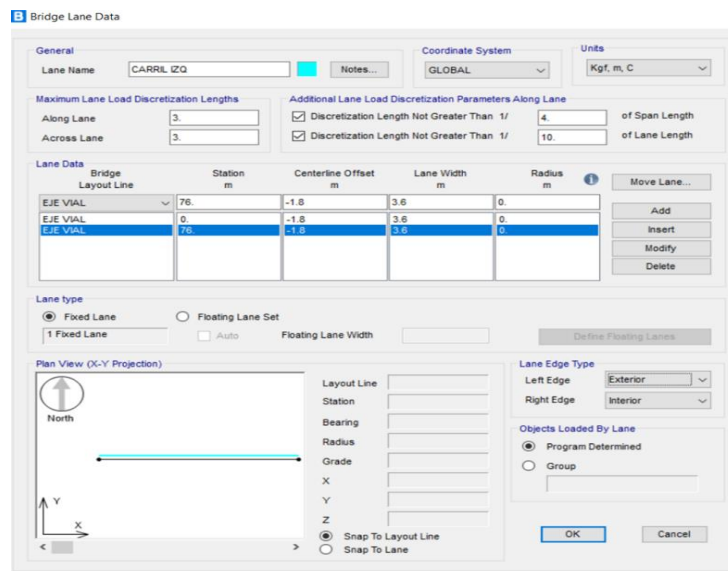 B Bridge Lane Data
General
Lane Name CARRIL IZQ Notes...
Coordinate System
GLOBAL
Units
Kgf, m, C
Maximum Lane Load Discretization Lengths
Along Lane 3.
Across Lane 3.
Additional Lane Load Discretization Parameters Along Lane
Discretization Length Not Greater Than 1/ 4. of Span Length
Discretization Length Not Greater Than 1/ 10. of Lane Length
Lane Data
Bridge Layout Line Station m Centerline Offset m Lane Width m Radius m
EJE VIAL 76. -1.8 3.6 0.
EJE VIAL 0. -1.8 3.6 0.
EJE VIAL 76. -1.8 3.6 0.
Move Lane...
Add
Insert
Modify
Delete
Lane type
Fixed Lane Floating Lane Set
1 Fixed Lane Auto Floating Lane Width Define Floating Lanes
Plan View (X-Y Projection)
North
Y
X
< >
Layout Line
Station
Bearing
Radius
Grade
X
Y
Z
Snap To Layout Line
Snap To Lane
Lane Edge Type
Left Edge Exterior
Right Edge Interior
Objects Loaded By Lane
Program Determined
Group
OK Cancel